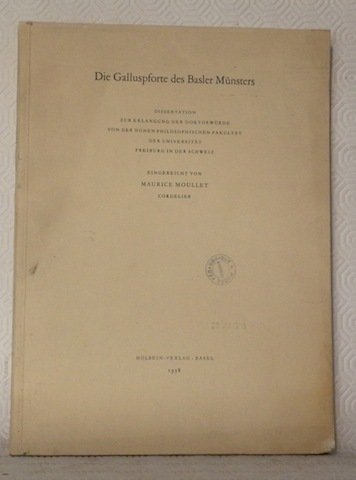 Die Galluspforte des Basler Münsters
DISSERTATION
ZUR ERLANGUNG DER DOKTORWÜRDE
VON DER HOHEN PHILOSOPHISCHEN FAKULTÄT
DER UNIVERSITÄT
FREIBURG IN DER SCHWEIZ
EINGEREICHT VON
MAURICE MOULLET
CORDELIER
HOLBEIN-VERLAG · BASEL
1938